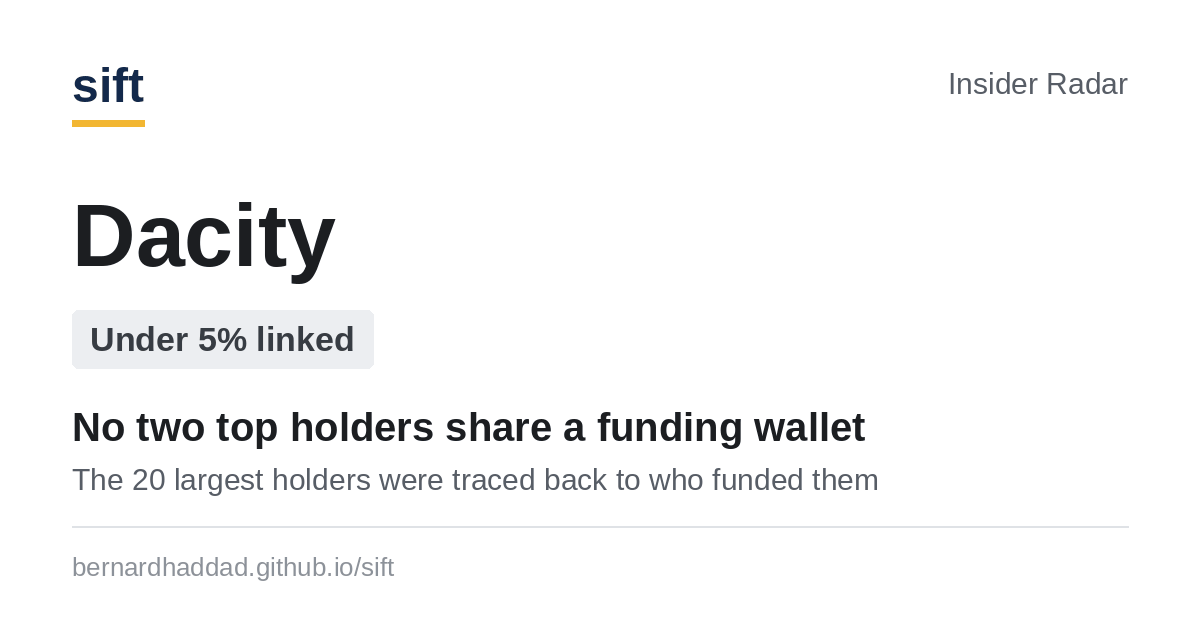 sift
Insider Radar
Dacity
Under 5% linked
No two top holders share a funding wallet
The 20 largest holders were traced back to who funded them
bernardhaddad.github.io/sift